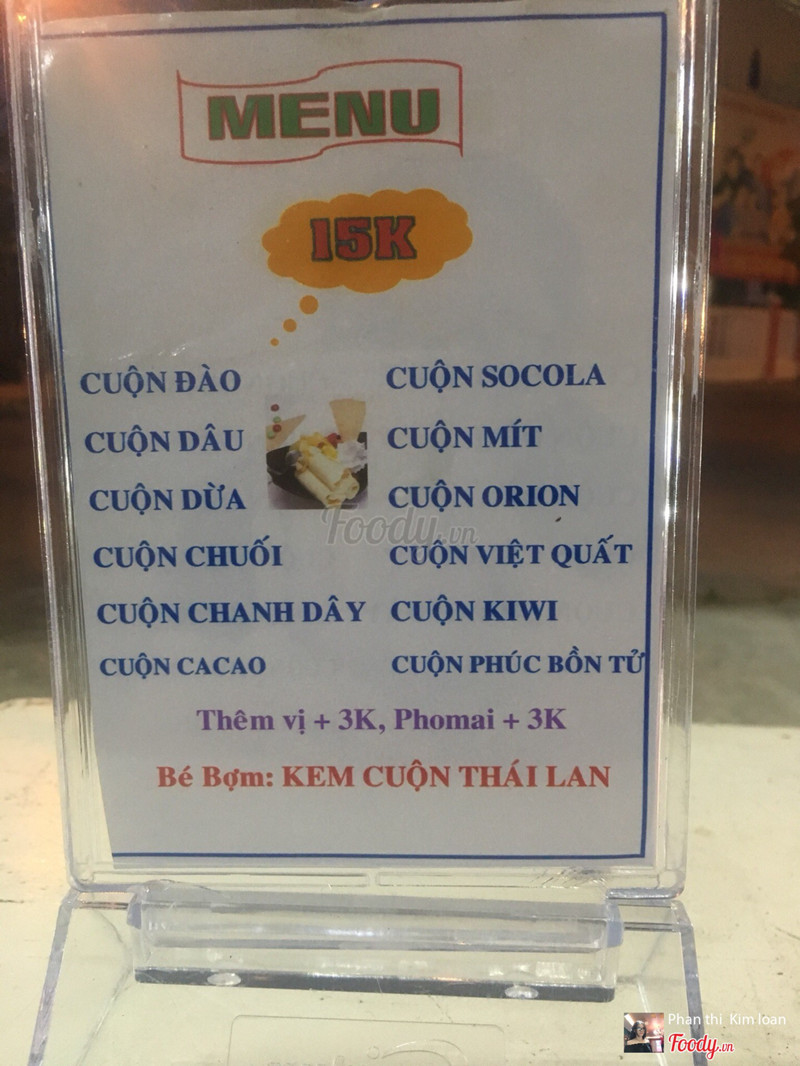 MENU
15K
CUỘN ĐÀO
CUỘN DÂU
CUỘN DỪA
CUỘN CHUỐI
CUỘN CHANH DÂY
CUỘN CACAO
CUỘN SOCOLA
CUỘN MÍT
CUỘN ORION
CUỘN VIỆT QUẤT
CUỘN KIWI
CUỘN PHÚC BỒN TỬ
Foody.vn
Thêm vị + 3K, Phomai + 3K
Bé Bợm: KEM CUỘN THÁI LAN
Phan thi Kim loan
Foody.vn